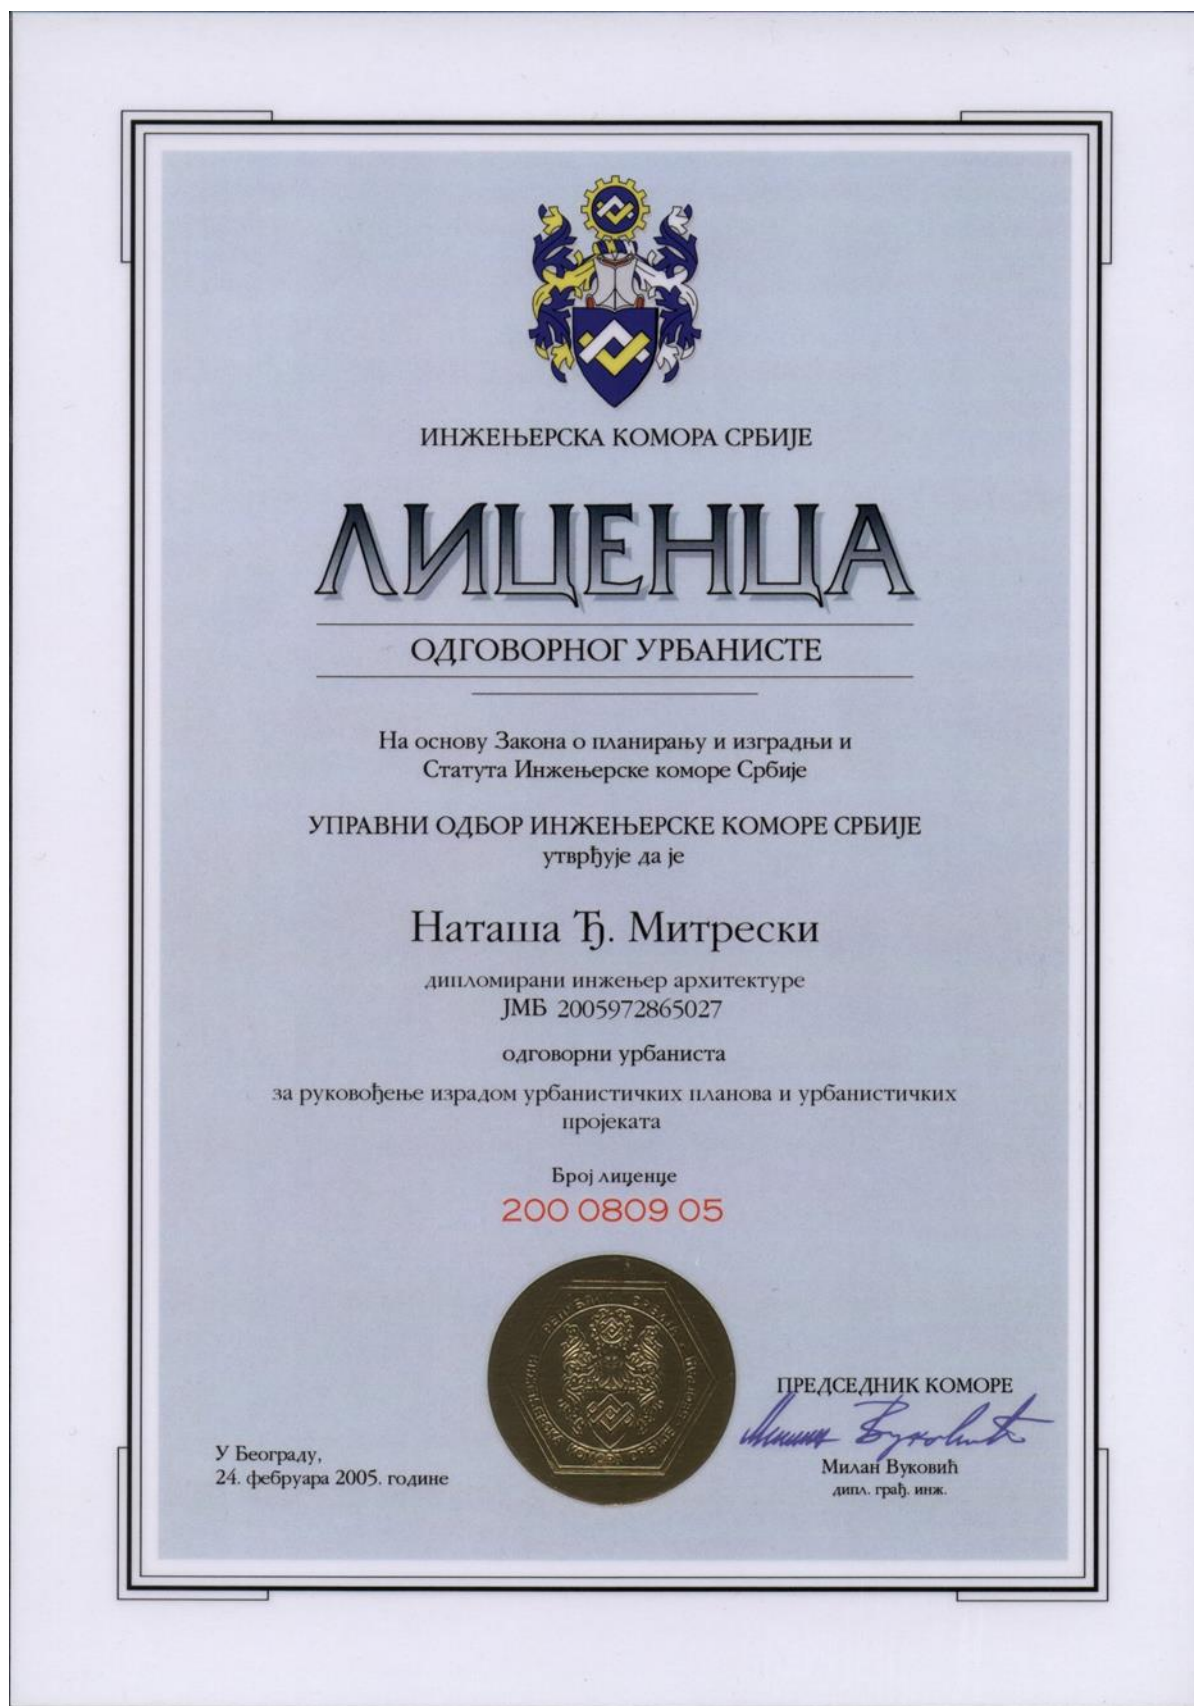 ИНЖЕЊЕРСКА КОМОРА СРБИЈЕ
ЛИЦЕНЦА
ОДГОВОРНОГ УРБАНИСТЕ
На основу Закона о планирању и изградњи и
Статута Инжењерске коморе Србије
УПРАВНИ ОДБОР ИНЖЕЊЕРСКЕ КОМОРЕ СРБИЈЕ
утврђује да је
Наташа Ђ. Митрески
дипломирани инжењер архитектуре
ЈМБ 2005972865027
одговорни урбаниста
за руковођење израдом урбанистичких планова и урбанистичких
пројеката
Број лиценце
200 0809 05
ПРЕДСЕДНИК КОМОРЕ
Милан Вуковић
дипл. грађ. инж.
У Београду,
24. фебруара 2005. године